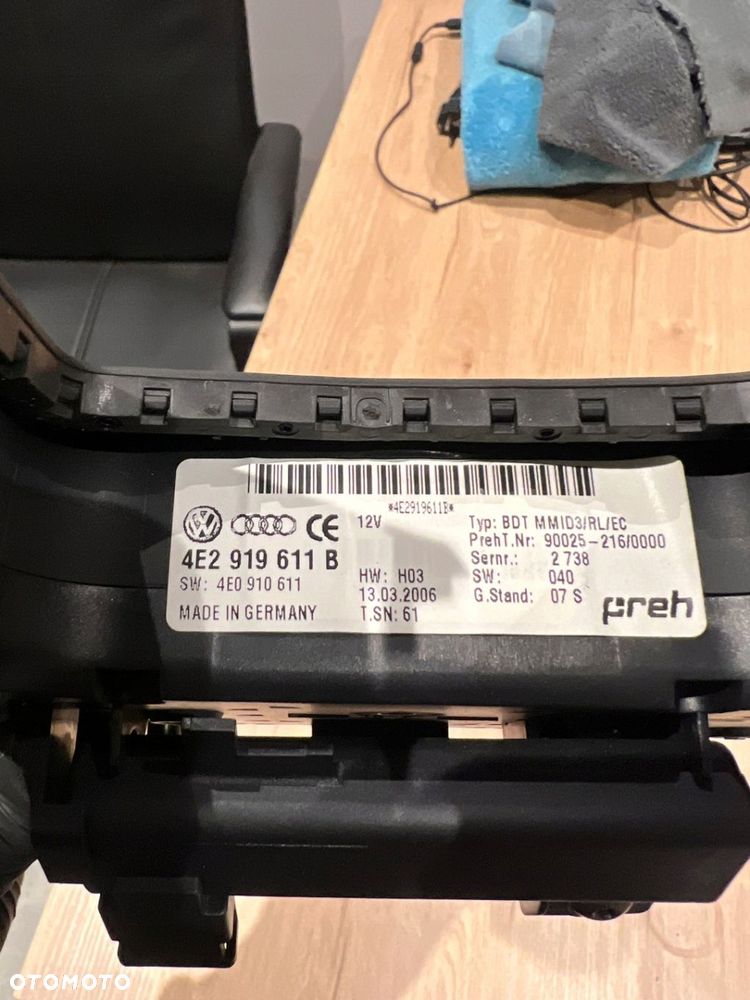 *4E2919611B*
12V
4E2 919 611 B
SW: 4E0 910 611
MADE IN GERMANY
HW: H03
13.03.2006
T.SN: 61
Typ: BDT MMID3/RL/EC
PrehT.Nr: 90025-216/0000
Sernr.: 2 738
SW: 040
G.Stand: 07 S
preh
OTOMOTO